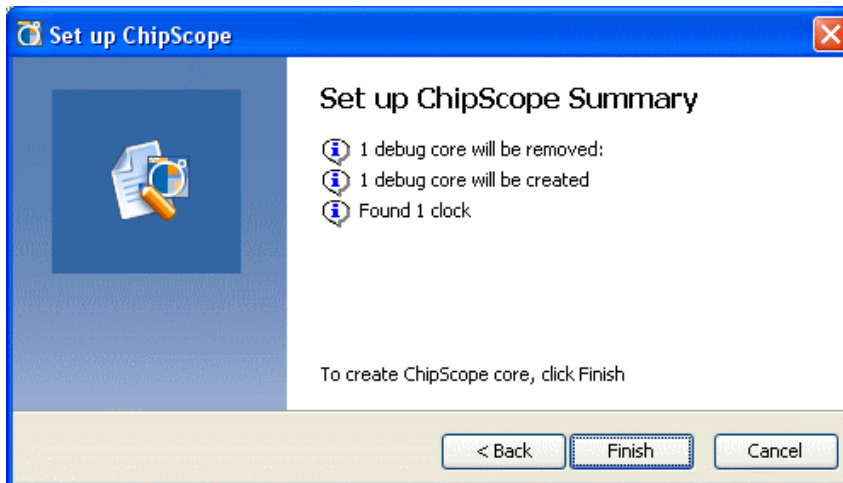 Set up ChipScope
Set up ChipScope Summary
1 debug core will be removed:
1 debug core will be created
Found 1 clock
To create ChipScope core, click Finish
< Back
Finish
Cancel